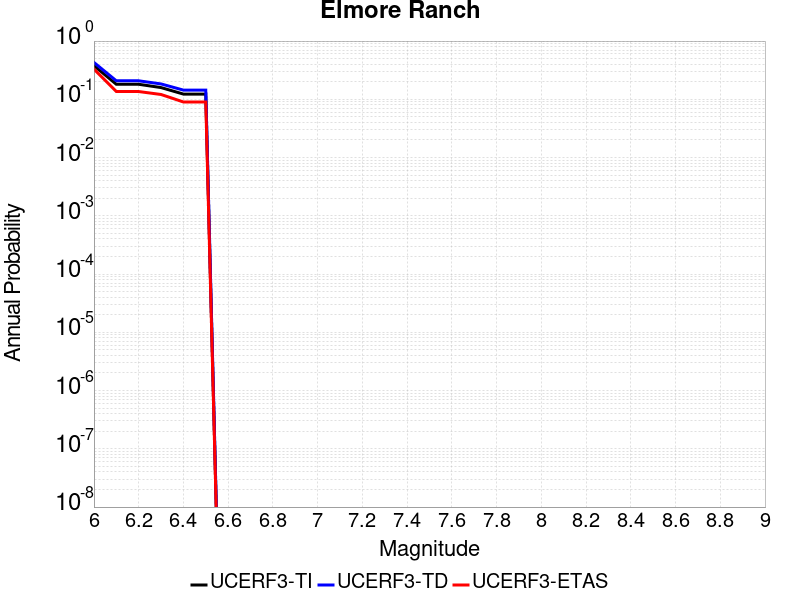 Elmore Ranch
Annual Probability
10^0
10^-1
10^-2
10^-3
10^-4
10^-5
10^-6
10^-7
10^-8
6 6.2 6.4 6.6 6.8 7 7.2 7.4 7.6 7.8 8 8.2 8.4 8.6 8.8 9
Magnitude
UCERF3-TI UCERF3-TD UCERF3-ETAS